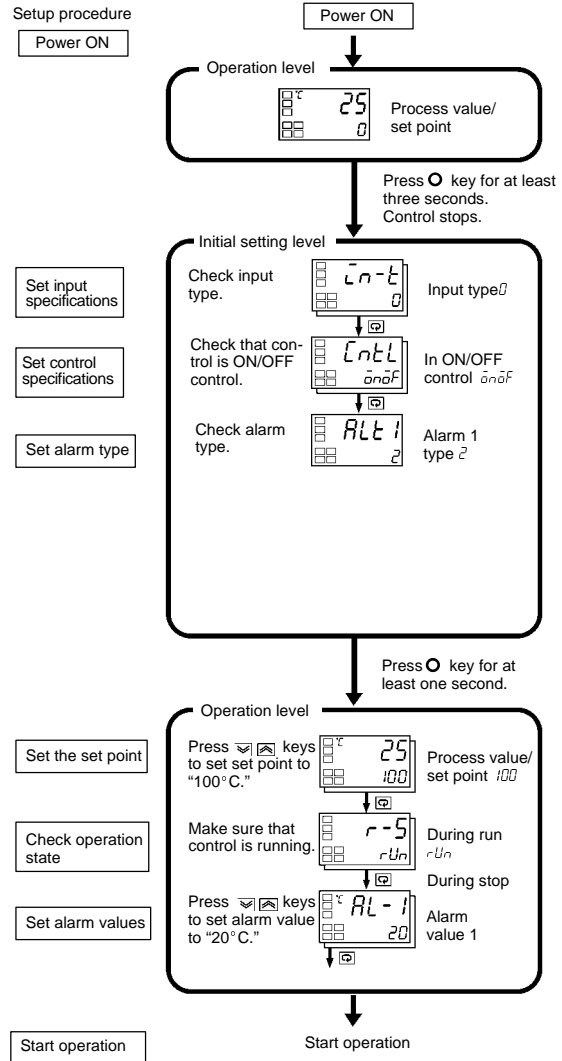 Setup procedure
Power ON
Power ON
Operation level
℃
25
0
Process value/
set point
Press O key for at least
three seconds.
Control stops.
Initial setting level
Set input
specifications
Check input
type.
in-t
0
Input type 0
Set control
specifications
Check that con-
trol is ON/OFF
control.
CntL
onoF
In ON/OFF
control onoF
Set alarm type
Check alarm
type.
ALt1
2
Alarm 1
type 2
Press O key for at
least one second.
Operation level
Set the set point
Press keys
to set set point to
“100°C.”
℃
25
100
Process value/
set point 100
Check operation
state
Make sure that
control is running.
r-S
rUn
During run
rUn
During stop
Set alarm values
Press keys
to set alarm value
to “20°C.”
℃
AL-1
20
Alarm
value 1
Start operation
Start operation